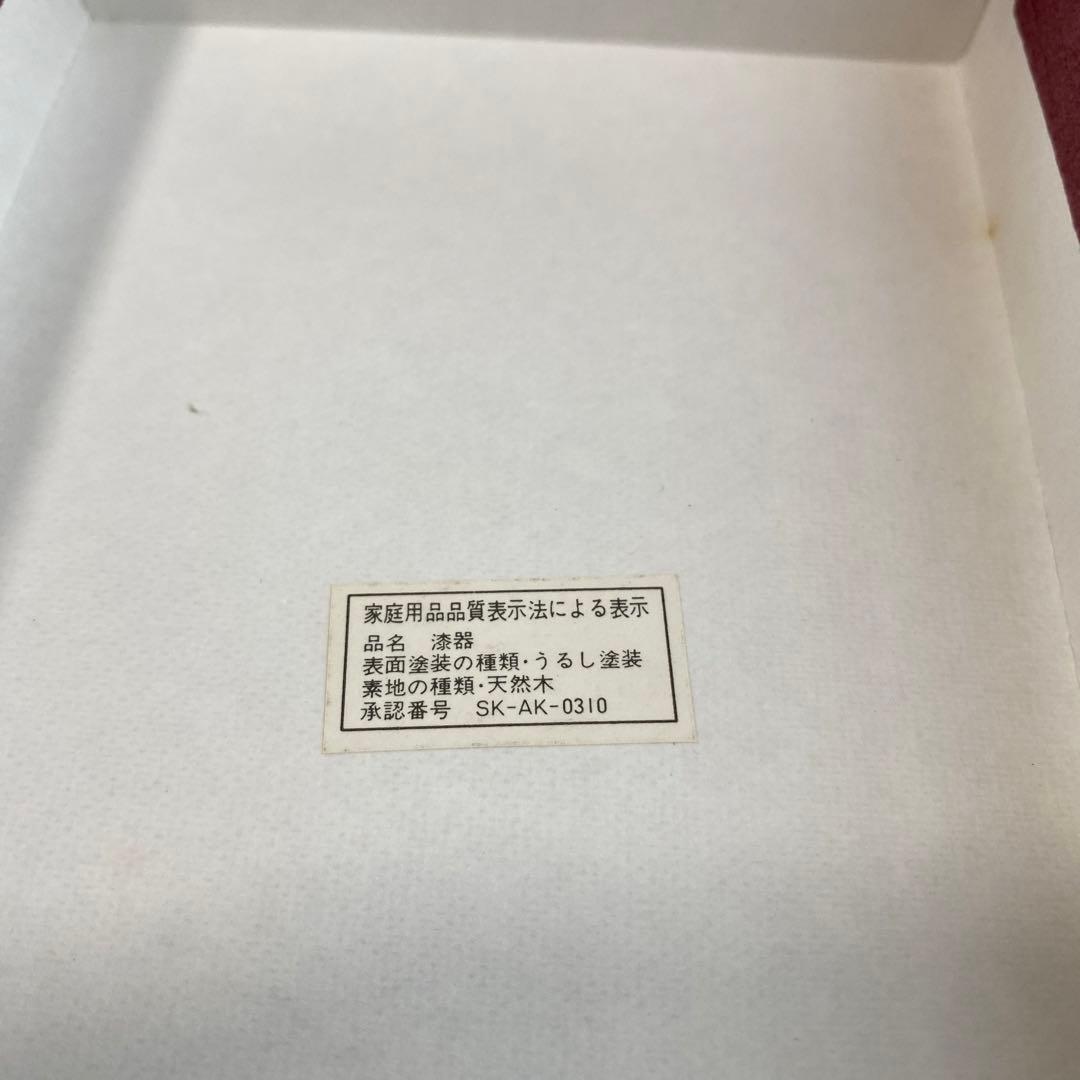 家庭用品品質表示法による表示
品名　漆器
表面塗装の種類・うるし塗装
素地の種類・天然木
承認番号　SK-AK-0310